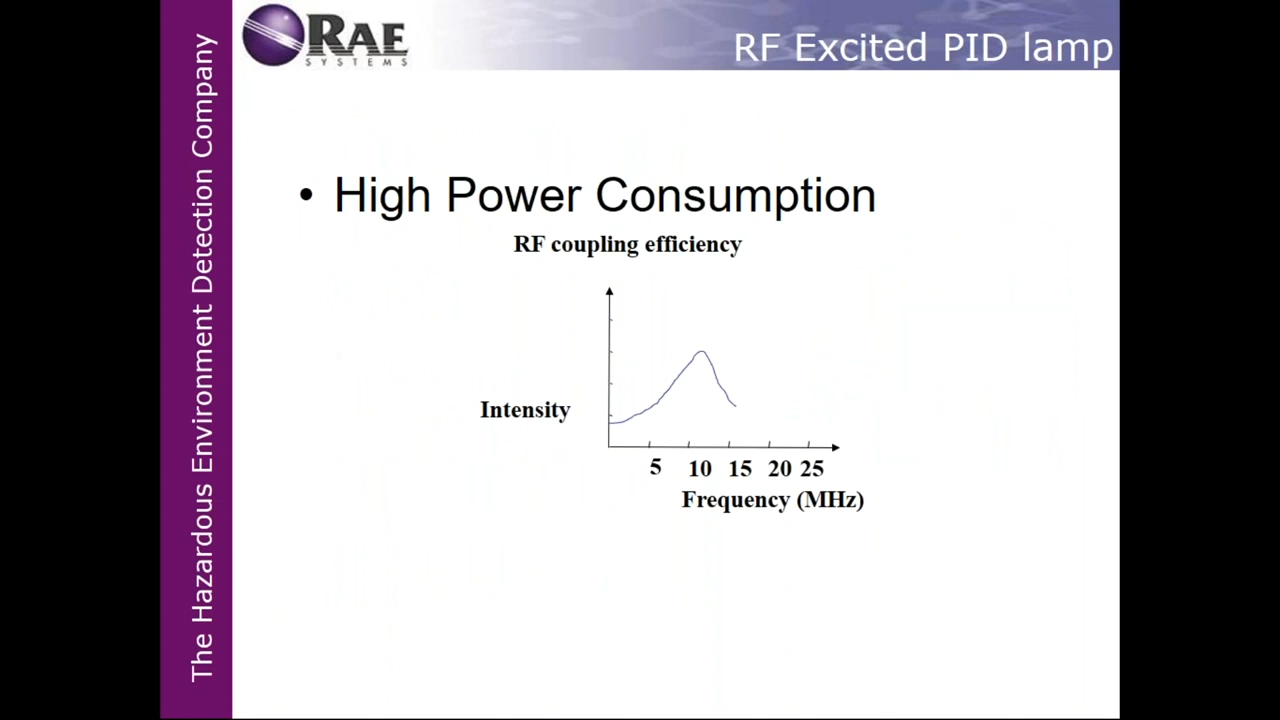 The Hazardous Environment Detection Company
RAE
SYSTEMS
RF Excited PID lamp
• High Power Consumption
RF coupling efficiency
Intensity
5 10 15 20 25
Frequency (MHz)